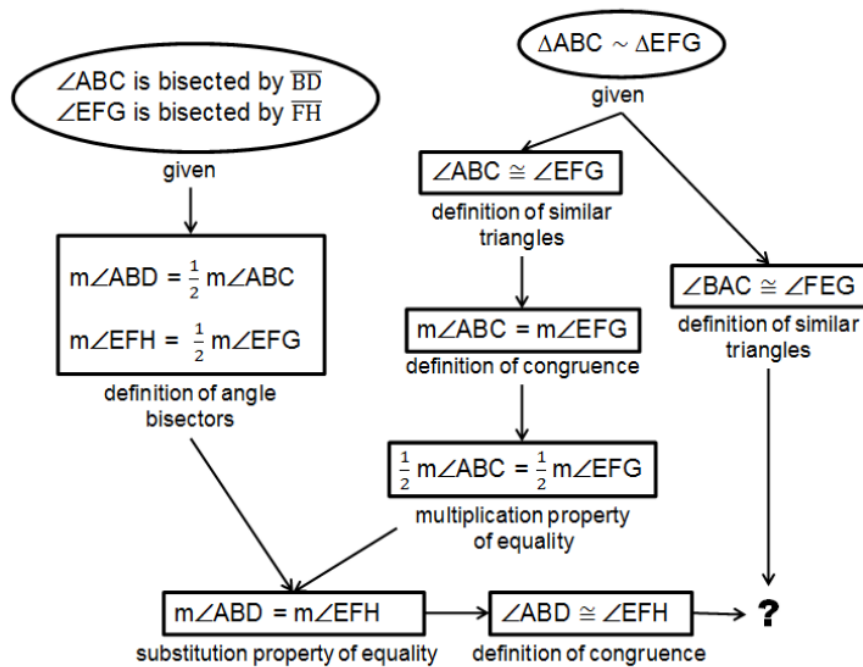 ∠ABC is bisected by B̅D̅
∠EFG is bisected by F̅H̅
given
ΔABC ~ ΔEFG
given
∠ABC ≅ ∠EFG
definition of similar
triangles
m∠ABD = 1/2 m∠ABC
m∠EFH = 1/2 m∠EFG
definition of angle
bisectors
m∠ABC = m∠EFG
definition of congruence
∠BAC ≅ ∠FEG
definition of similar
triangles
1/2 m∠ABC = 1/2 m∠EFG
multiplication property
of equality
m∠ABD = m∠EFH
substitution property of equality
∠ABD ≅ ∠EFH
definition of congruence
?